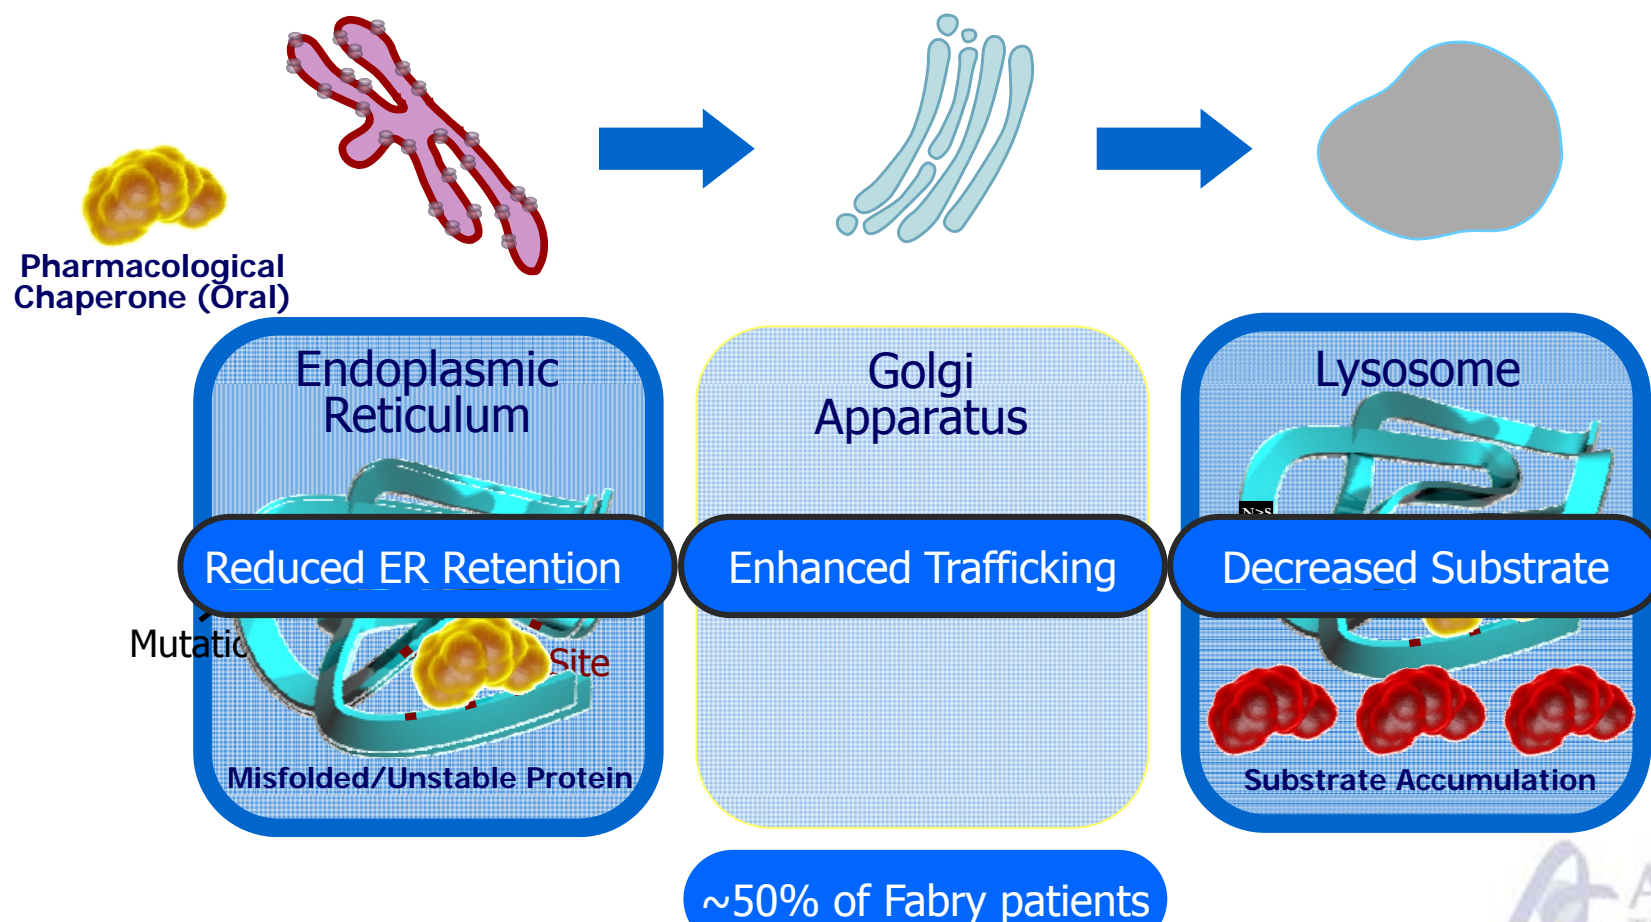 Pharmacological
Chaperone (Oral)
Endoplasmic
Reticulum
Golgi
Apparatus
Lysosome
N>S
Reduced ER Retention
Enhanced Trafficking
Decreased Substrate
Mutatio
Site
Misfolded/Unstable Protein
Substrate Accumulation
~50% of Fabry patients